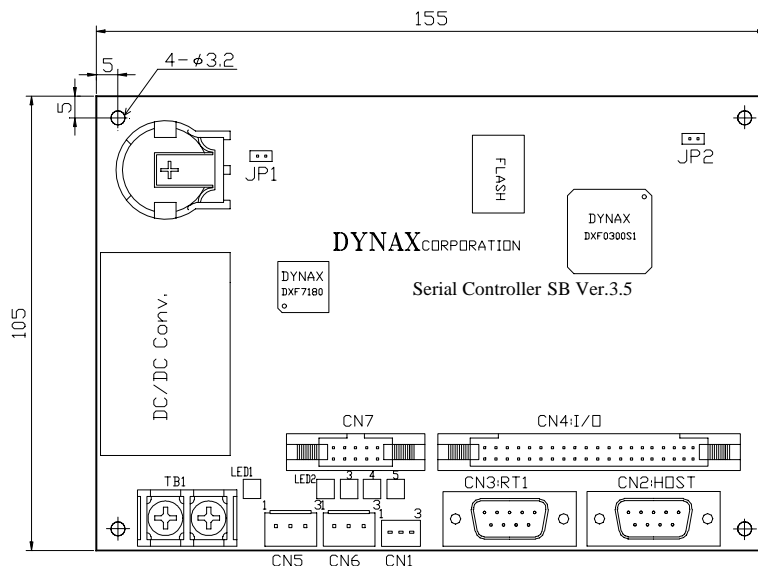 155
5
4-φ3.2
5
JP1
FLASH
JP2
DYNAX
DXF0300S1
DYNAX CORPORATION
DYNAX
DXF7180
Serial Controller SB Ver.3.5
105
DC/DC Conv.
CN7
CN4:I/O
LED1
LED2
3
4
5
TB1
CN3:RT1
CN2:HOST
1
3
1
3
1
3
CN5
CN6
CN1